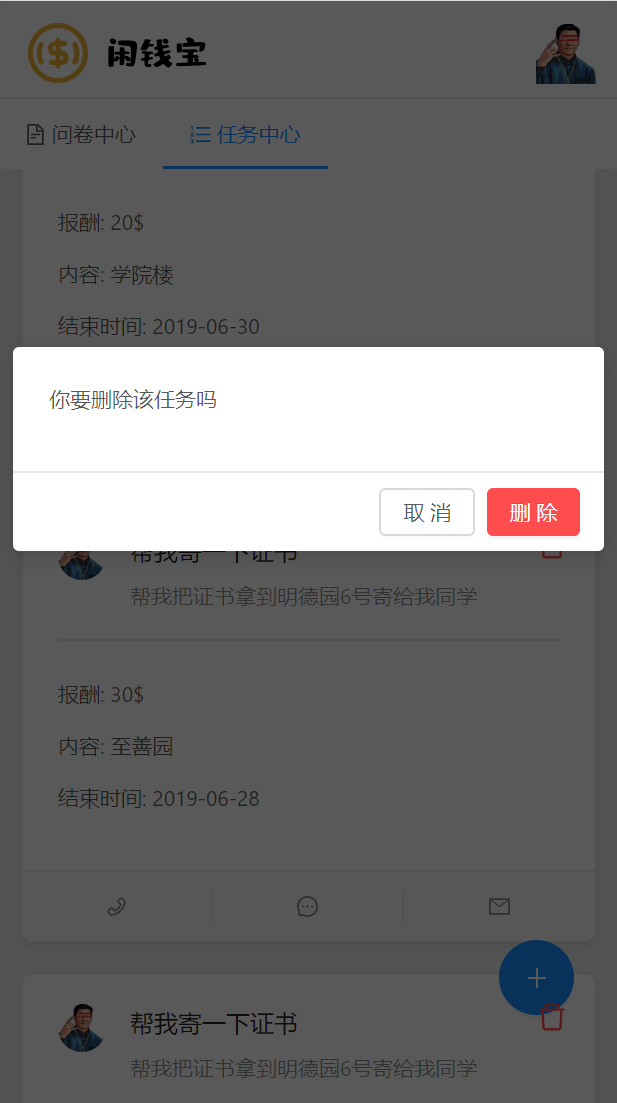 闲钱宝
问卷中心
任务中心
报酬: 20$
内容: 学院楼
结束时间: 2019-06-30
你要删除该任务吗
取 消
删 除
帮我寄一下证书
帮我把证书拿到明德园6号寄给我同学
报酬: 30$
内容: 至善园
结束时间: 2019-06-28
帮我寄一下证书
帮我把证书拿到明德园6号寄给我同学